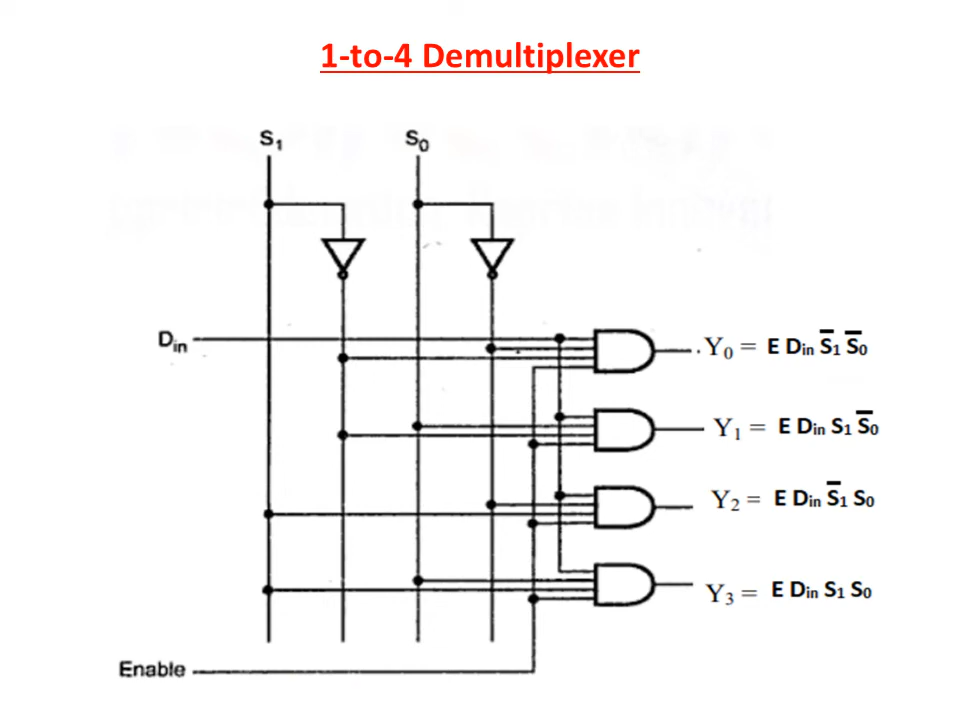 1-to-4 Demultiplexer
S₁ S₀
Din
Y₀ = E Din S̅₁ S̅₀
Y₁ = E Din S₁ S̅₀
Y₂ = E Din S̅₁ S₀
Y₃ = E Din S₁ S₀
Enable